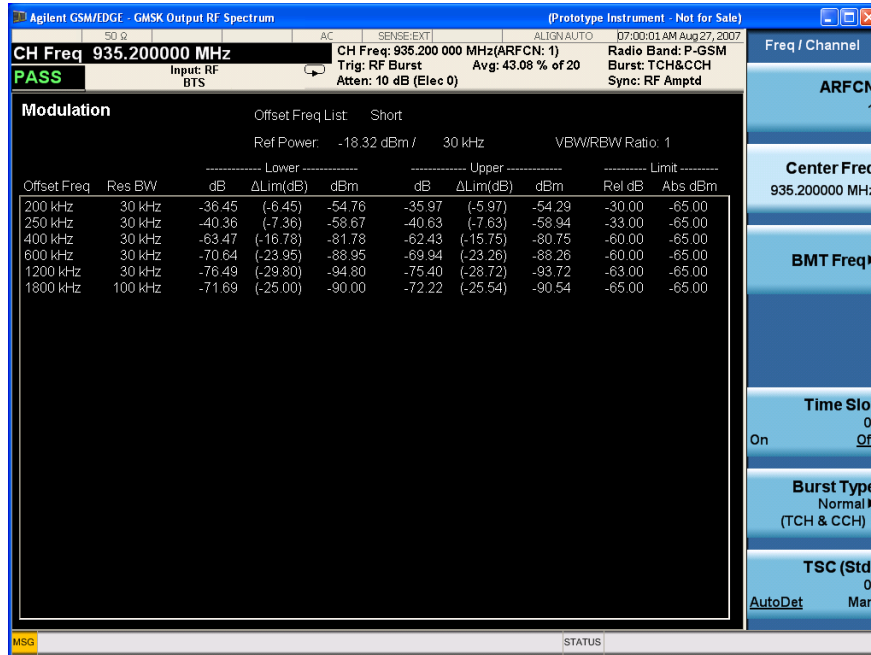 Agilent GSM/EDGE - GMSK Output RF Spectrum (Prototype Instrument - Not for Sale)
50 Ω AC SENSE:EXT ALIGN AUTO 07:00:01 AM Aug 27, 2007
CH Freq 935.200000 MHz
CH Freq: 935.200 000 MHz(ARFCN: 1) Radio Band: P-GSM
Input: RF Trig: RF Burst Avg: 43.08 % of 20 Burst: TCH&CCH
PASS BTS Atten: 10 dB (Elec 0) Sync: RF Amptd
Modulation
Offset Freq List: Short
Ref Power: -18.32 dBm / 30 kHz VBW/RBW Ratio: 1
------------- Lower ------------- ------------- Upper ------------- ---------- Limit ---------
Offset Freq Res BW dB ΔLim(dB) dBm dB ΔLim(dB) dBm Rel dB Abs dBm
200 kHz 30 kHz -36.45 (-6.45) -54.76 -35.97 (-5.97) -54.29 -30.00 -65.00
250 kHz 30 kHz -40.36 (-7.36) -58.67 -40.63 (-7.63) -58.94 -33.00 -65.00
400 kHz 30 kHz -63.47 (-16.78) -81.78 -62.43 (-15.75) -80.75 -60.00 -65.00
600 kHz 30 kHz -70.64 (-23.95) -88.95 -69.94 (-23.26) -88.26 -60.00 -65.00
1200 kHz 30 kHz -76.49 (-29.80) -94.80 -75.40 (-28.72) -93.72 -63.00 -65.00
1800 kHz 100 kHz -71.69 (-25.00) -90.00 -72.22 (-25.54) -90.54 -65.00 -65.00
Freq / Channel
ARFCN
Center Freq
935.200000 MHz
BMT Freq
Time Slo
0
On Of
Burst Type
Normal
(TCH & CCH)
TSC (Std
0
AutoDet Man
MSG STATUS